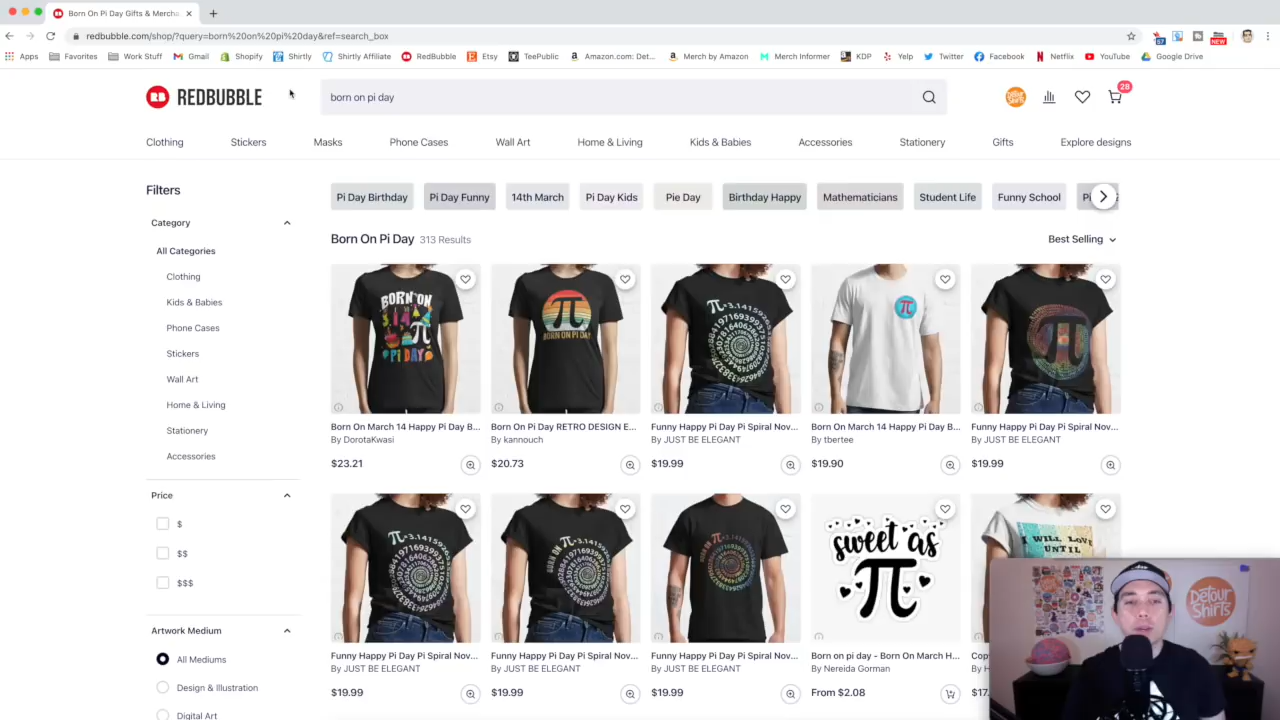 Born On Pi Day Gifts & Mercha
redbubble.com/shop/?query=born%20on%20pi%20day&ref=search_box
Apps Favorites Work Stuff Gmail Shopify Shirtly Shirtly Affiliate RedBubble Etsy TeePublic Amazon.com: Det... Merch by Amazon Merch Informer KDP Yelp Twitter Facebook Netflix YouTube Google Drive
RB REDBUBBLE
born on pi day
28
Clothing Stickers Masks Phone Cases Wall Art Home & Living Kids & Babies Accessories Stationery Gifts Explore designs
Filters
Pi Day Birthday Pi Day Funny 14th March Pi Day Kids Pie Day Birthday Happy Mathematicians Student Life Funny School
Category
Born On Pi Day 313 Results
Best Selling
All Categories
Clothing
Kids & Babies
Phone Cases
Stickers
Wall Art
Home & Living
Stationery
Accessories
BORN ON
3.14
π
PI DAY
π
BORN ON PI DAY
π=3.14159265
π
π
Born On March 14 Happy Pi Day B...
By DorotaKwasi
$23.21
Born On Pi Day RETRO DESIGN E...
By kannouch
$20.73
Funny Happy Pi Day Pi Spiral Nov...
By JUST BE ELEGANT
$19.99
Born On March 14 Happy Pi Day B...
By tbertee
$19.90
Funny Happy Pi Day Pi Spiral Nov...
By JUST BE ELEGANT
$19.99
Price
$
$$
$$$
sweet as
π
I WILL LOVE
UNTIL
Funny Happy Pi Day Pi Spiral Nov...
By JUST BE ELEGANT
$19.99
Funny Happy Pi Day Pi Spiral Nov...
By JUST BE ELEGANT
$19.99
Funny Happy Pi Day Pi Spiral Nov...
By JUST BE ELEGANT
$19.99
Born on pi day - Born On March H...
By Nereida Gorman
From $2.08
Artwork Medium
All Mediums
Design & Illustration
Digital Art
DETOUR
SHIRTS